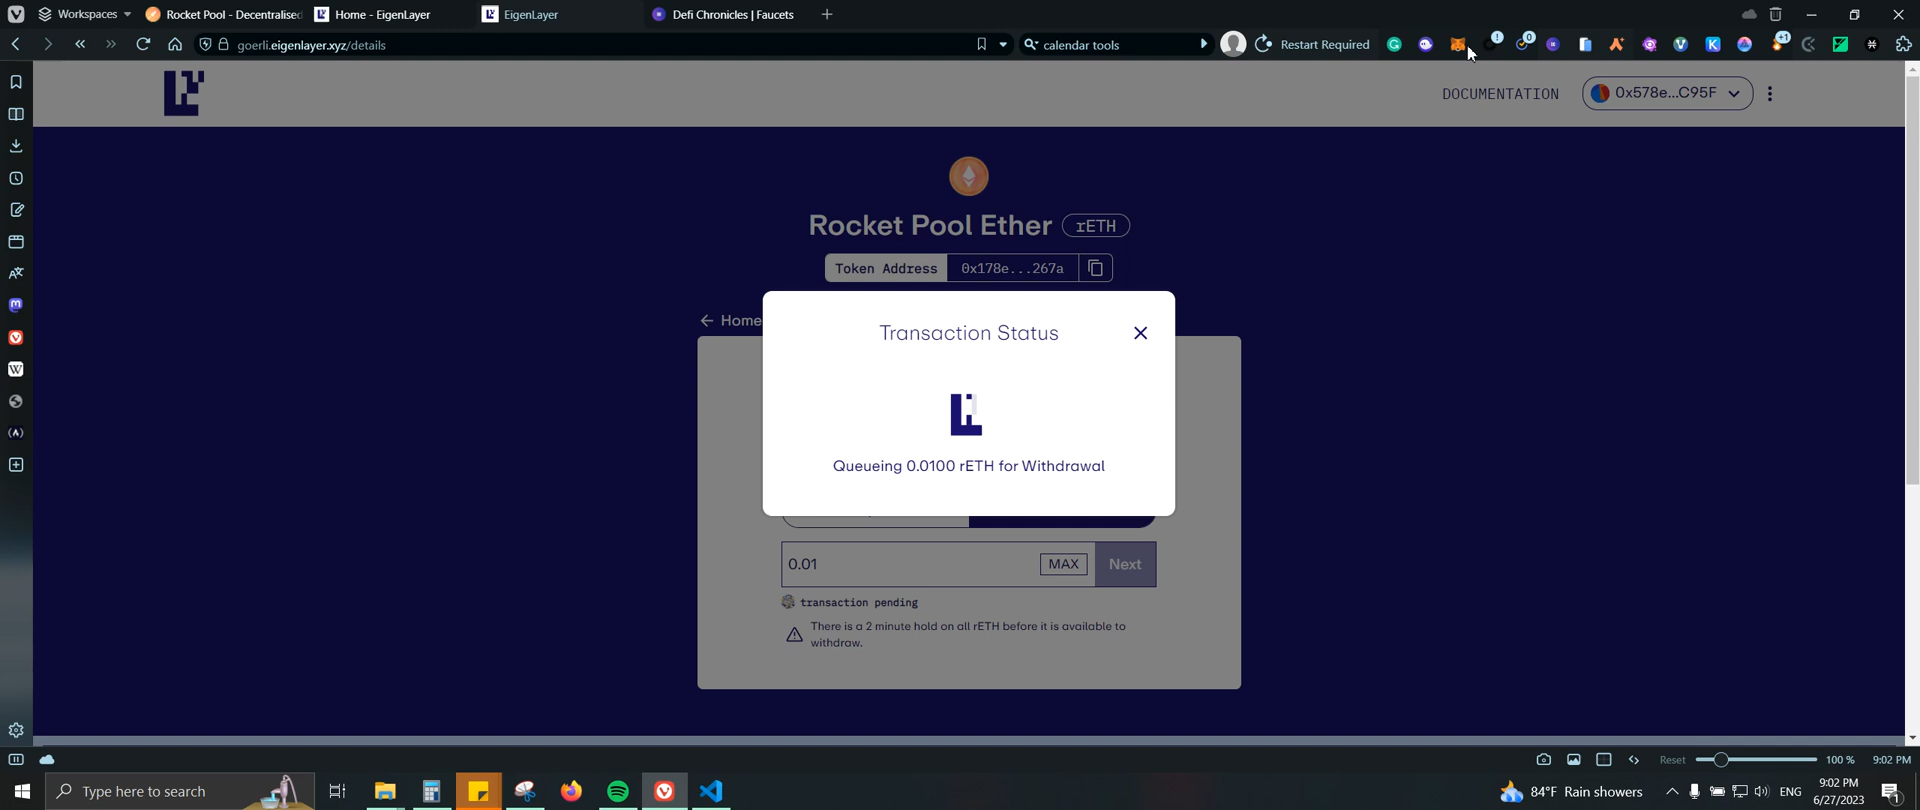 Workspaces
Rocket Pool - Decentralised
Home - EigenLayer
EigenLayer
Defi Chronicles | Faucets
goerli.eigenlayer.xyz/details
calendar tools
Restart Required
DOCUMENTATION
0x578e...C95F
Rocket Pool Ether
rETH
Token Address
0x178e...267a
Home
Transaction Status
Queueing 0.0100 rETH for Withdrawal
0.01
MAX
Next
transaction pending
There is a 2 minute hold on all rETH before it is available to
withdraw.
Reset
100 %
9:02 PM
Type here to search
84°F
Rain showers
ENG
9:02 PM
6/27/2023
1